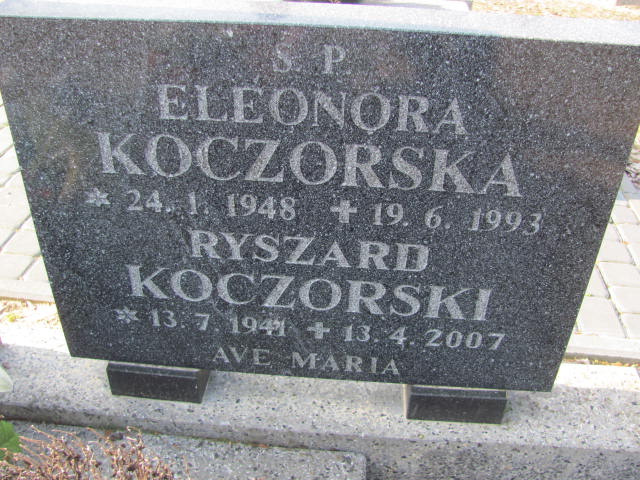 Ś. P.
ELEONORA
KOCZORSKA
* 24. 1. 1948 ✝ 19. 6. 1993
RYSZARD
KOCZORSKI
* 13. 7. 1941 ✝ 13. 4. 2007
AVE MARIA